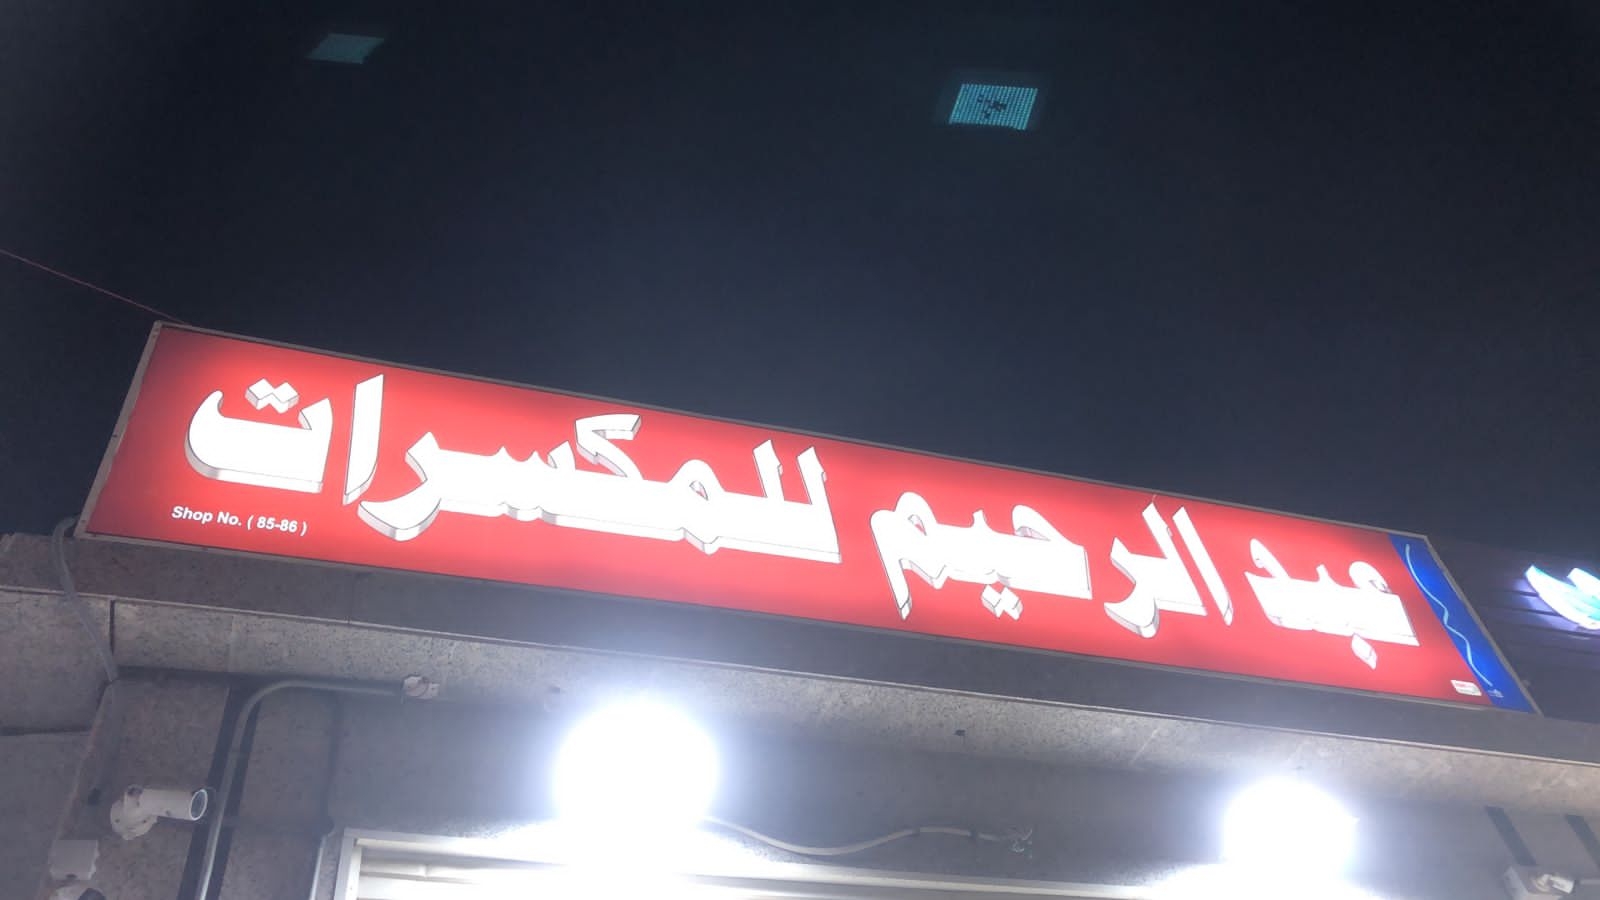 عبد الرحيم للمكسرات
Shop No. ( 85-86 )